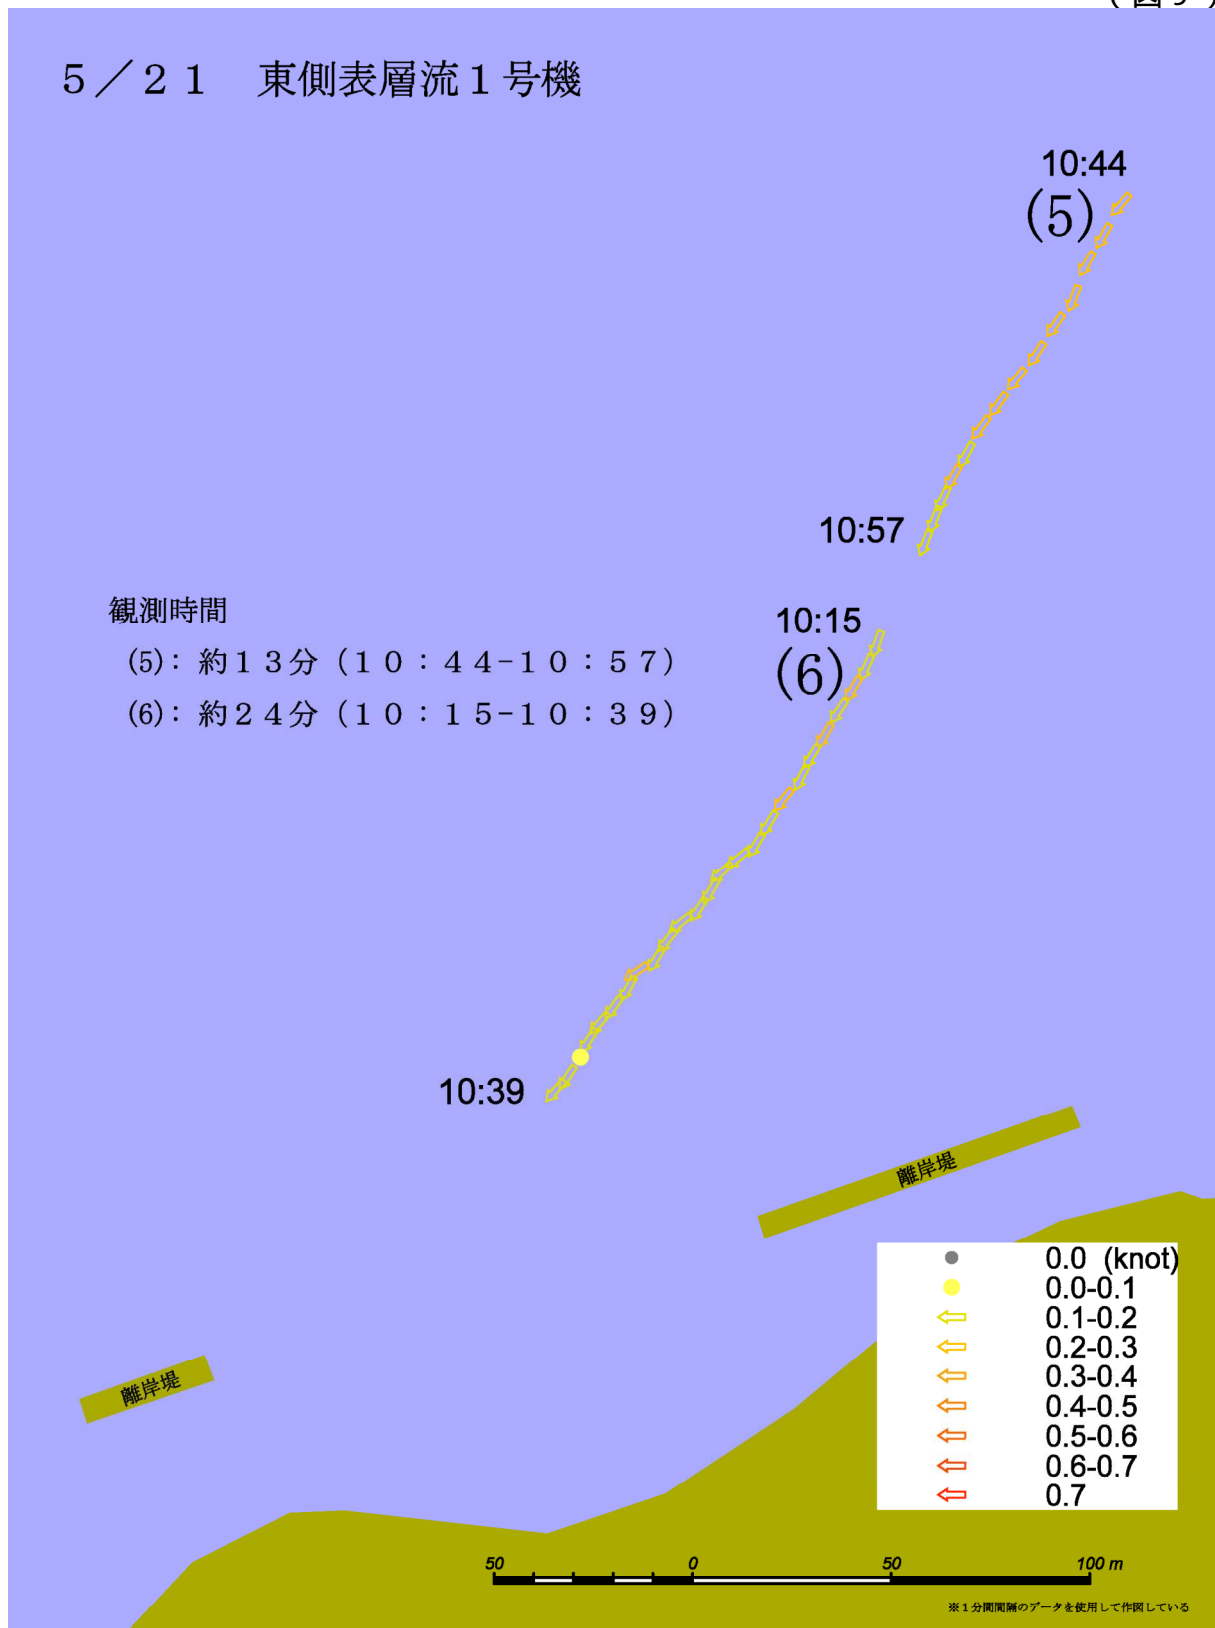 ５／２１　東側表層流１号機
10:44
(5)
10:57
観測時間
(5)：約１３分（１０：４４−１０：５７）
(6)：約２４分（１０：１５−１０：３９）
10:15
(6)
10:39
離岸堤
離岸堤
0.0 (knot)
0.0-0.1
0.1-0.2
0.2-0.3
0.3-0.4
0.4-0.5
0.5-0.6
0.6-0.7
0.7
50 0 50 100 m
※１分間間隔のデータを使用して作図している